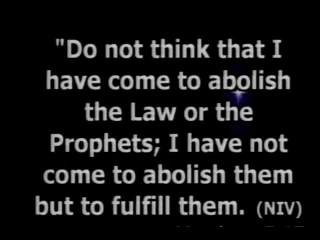 "Do not think that I
have come to abolish
the Law or the
Prophets; I have not
come to abolish them
but to fulfill them. (NIV)